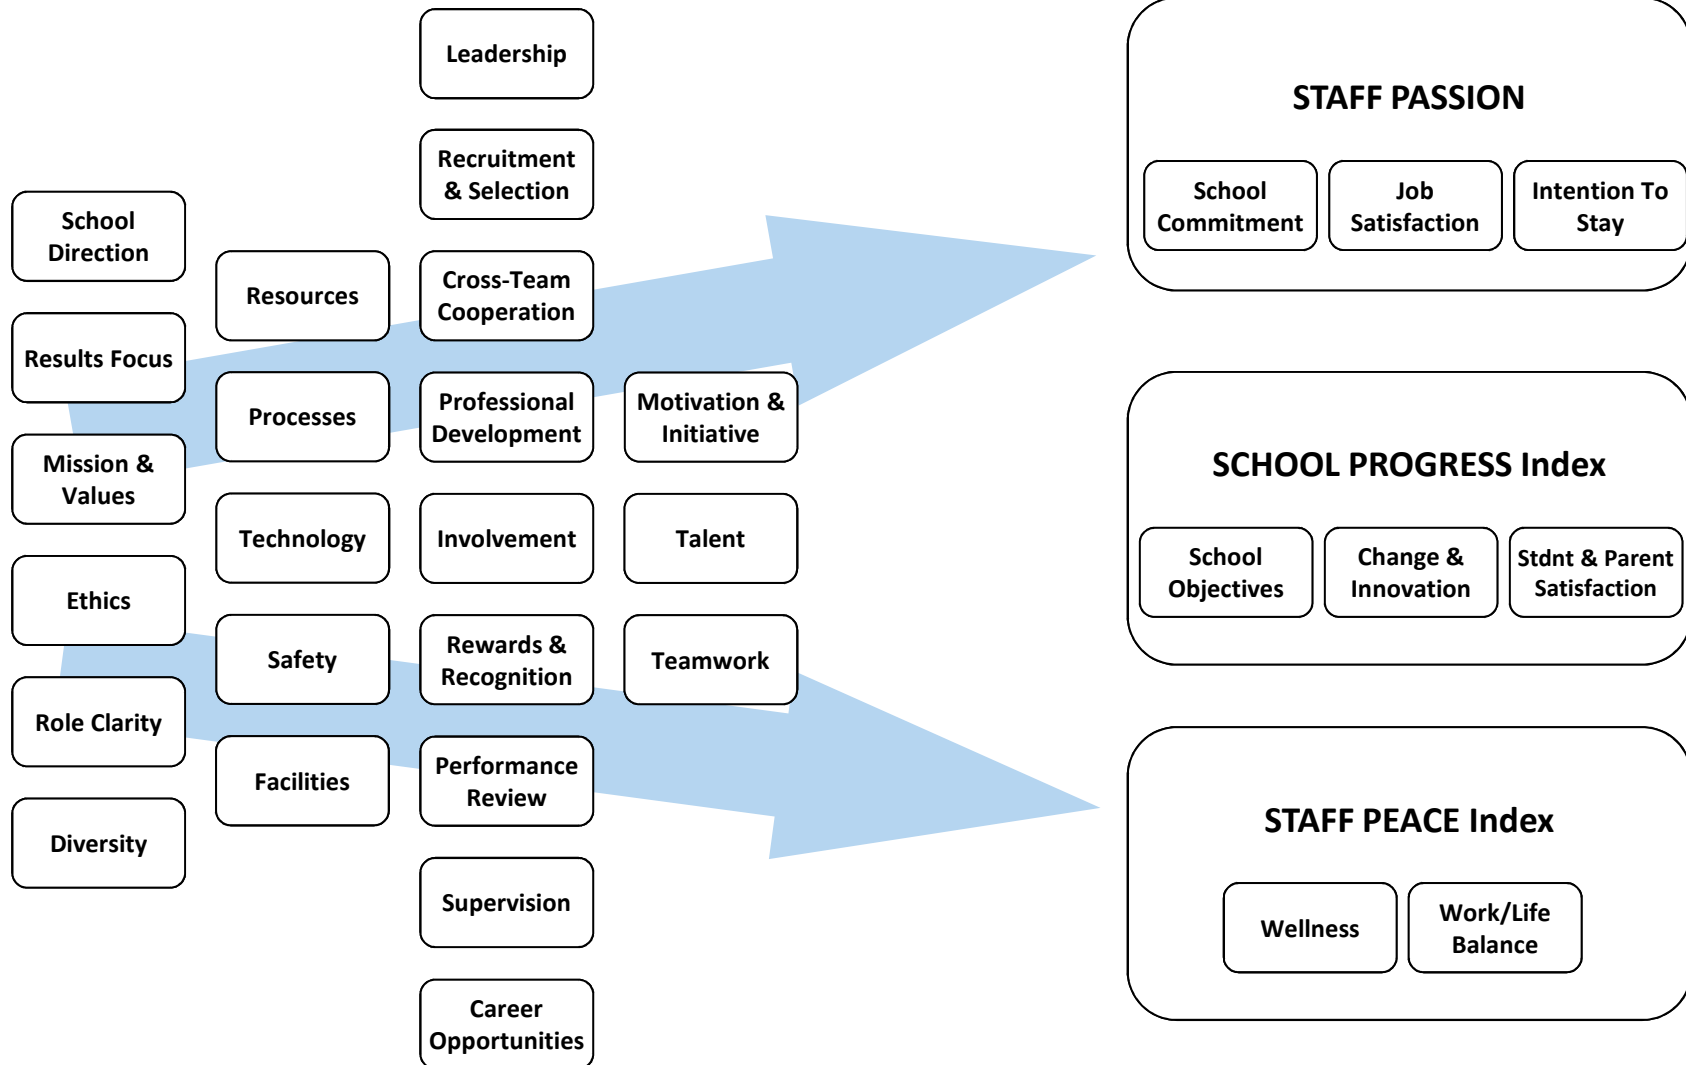 School
Direction
Results Focus
Mission &
Values
Ethics
Role Clarity
Diversity
Resources
Processes
Technology
Safety
Facilities
Leadership
Recruitment
& Selection
Cross-Team
Cooperation
Professional
Development
Involvement
Rewards &
Recognition
Performance
Review
Supervision
Career
Opportunities
Motivation &
Initiative
Talent
Teamwork
STAFF PASSION
School
Commitment
Job
Satisfaction
Intention To
Stay
SCHOOL PROGRESS Index
School
Objectives
Change &
Innovation
Stdnt & Parent
Satisfaction
STAFF PEACE Index
Wellness
Work/Life
Balance